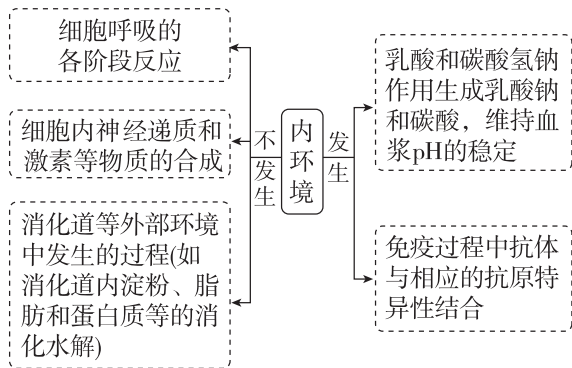 细胞呼吸的
各阶段反应
细胞内神经递质和
激素等物质的合成
消化道等外部环境
中发生的过程(如
消化道内淀粉、脂
肪和蛋白质等的消
化水解)
不发生
内环境
发生
乳酸和碳酸氢钠
作用生成乳酸钠
和碳酸，维持血
浆pH的稳定
免疫过程中抗体
与相应的抗原特
异性结合